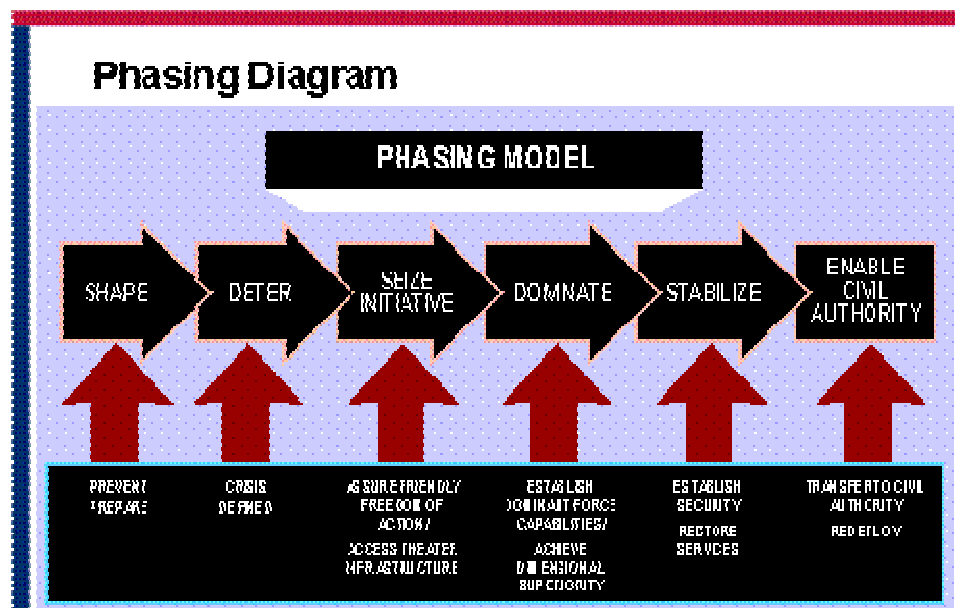 Phasing Diagram
PHASING MODEL
SHAPE
DETER
SEIZE
INITIATIVE
DOMNATE
STABILIZE
ENABLE
CIVIL
AUTHORITY
PREVENT
PREPARE
CRISIS
DEFINED
ASSURE FRIENDLY
FREEDOM OF
ACTION/
ACCESS THEATER
INFRASTRUCTURE
ESTABLISH
DOMINANT FORCE
CAPABILITIES/
ACHIEVE
DIMENSIONAL
SUPERIORITY
ESTABLISH
SECURITY
RESTORE
SERVICES
TRANSFER TO CIVIL
AUTHORITY
REDEPLOY